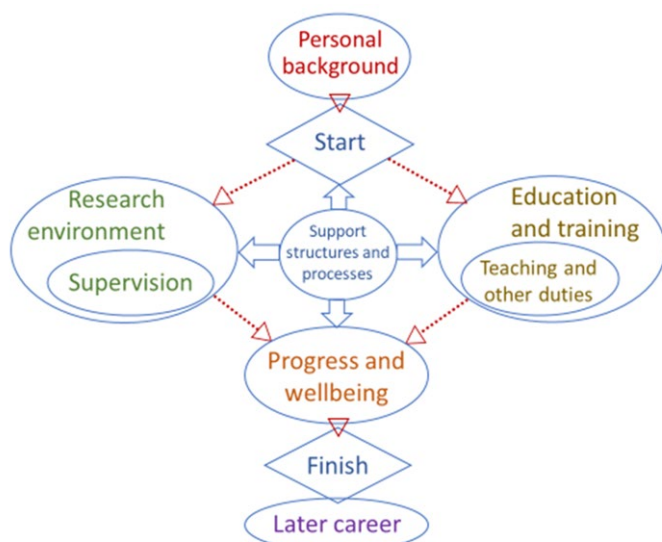 Personal
background
Start
Research
environment
Supervision
Support
structures and
processes
Education
and training
Teaching and
other duties
Progress and
wellbeing
Finish
Later career